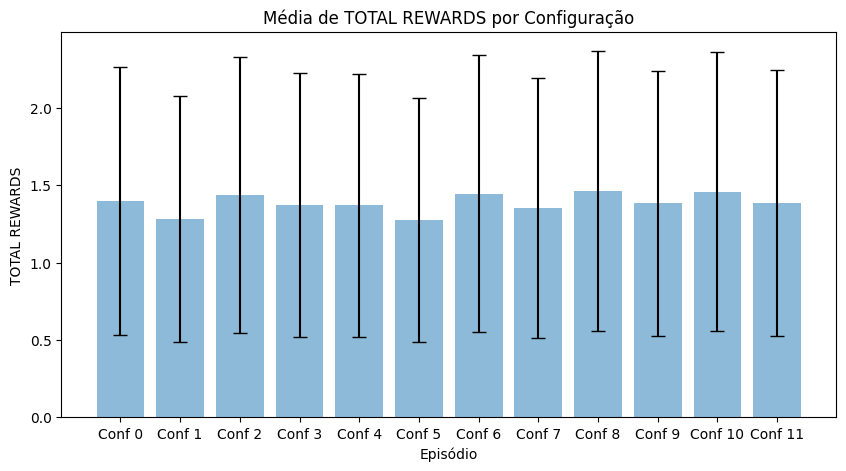 Média de TOTAL REWARDS por Configuração
TOTAL REWARDS
2.0
1.5
1.0
0.5
0.0
Conf 0 Conf 1 Conf 2 Conf 3 Conf 4 Conf 5 Conf 6 Conf 7 Conf 8 Conf 9 Conf 10 Conf 11
Episódio